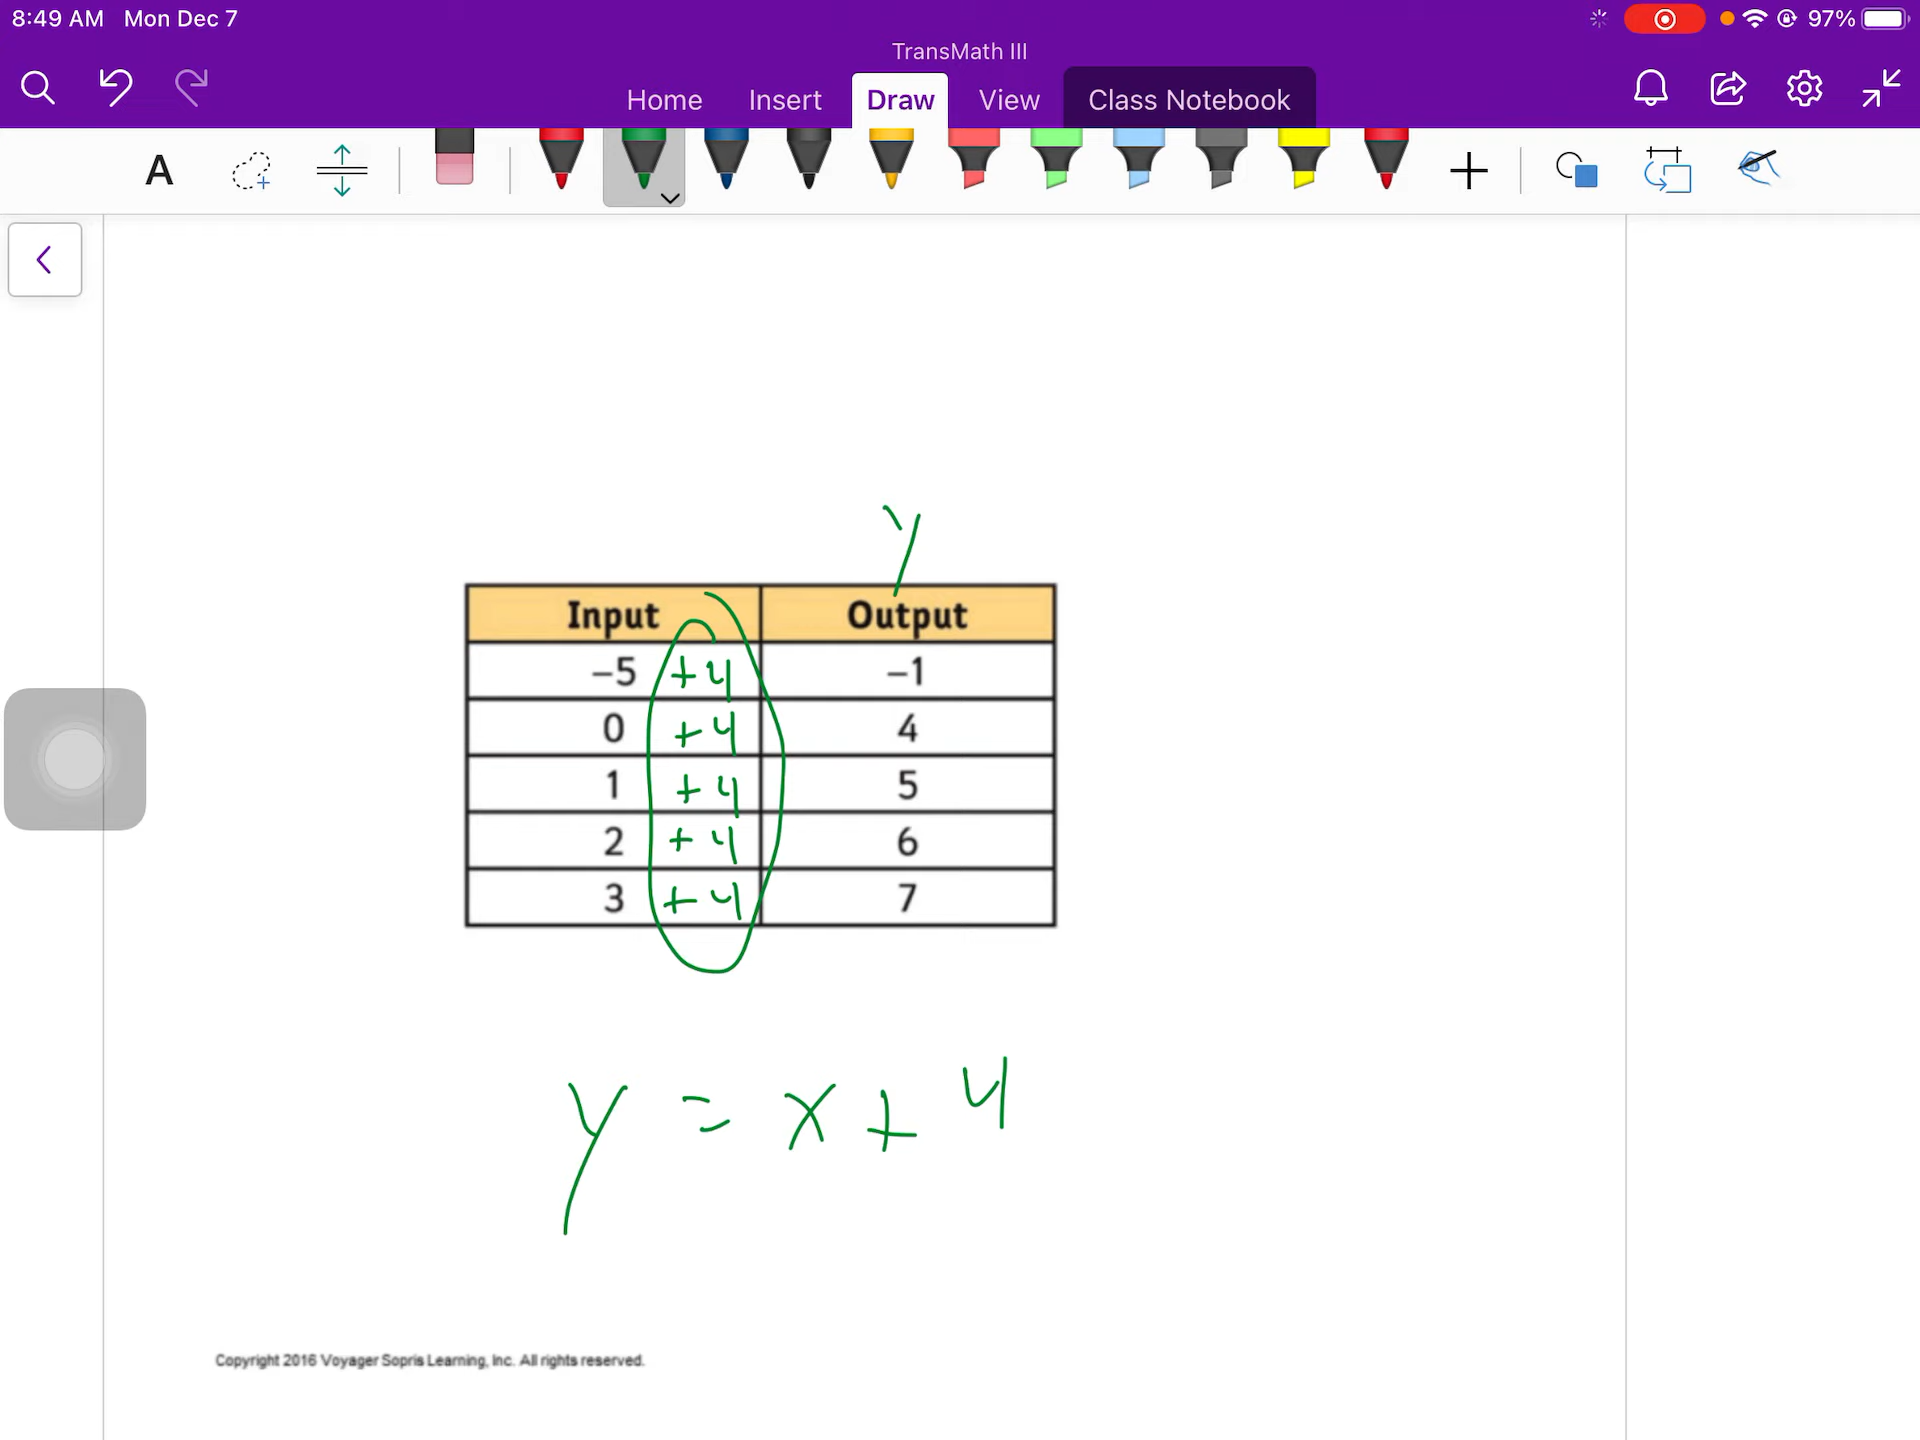 8:49 AM Mon Dec 7
97%
TransMath III
Home Insert Draw View Class Notebook
A
y
Input Output
−5 +4 −1
0 +4 4
1 +4 5
2 +4 6
3 +4 7
y = x + 4
Copyright 2016 Voyager Sopris Learning, Inc. All rights reserved.